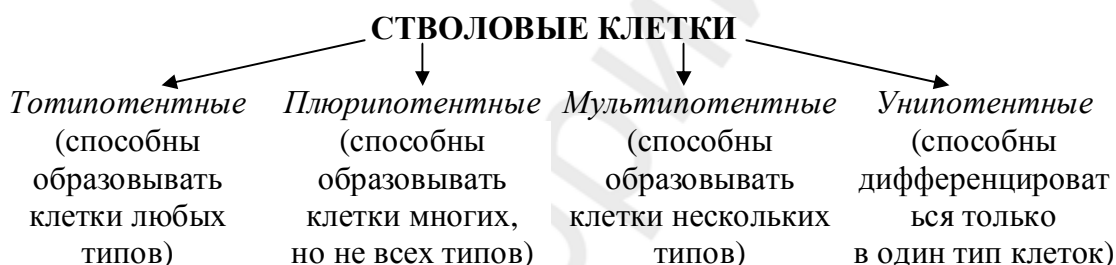 СТВОЛОВЫЕ КЛЕТКИ
Тотипотентные
(способны
образовывать
клетки любых
типов)
Плюрипотентные
(способны
образовывать
клетки многих,
но не всех типов)
Мультипотентные
(способны
образовывать
клетки нескольких
типов)
Унипотентные
(способны
дифференцироват
ься только
в один тип клеток)